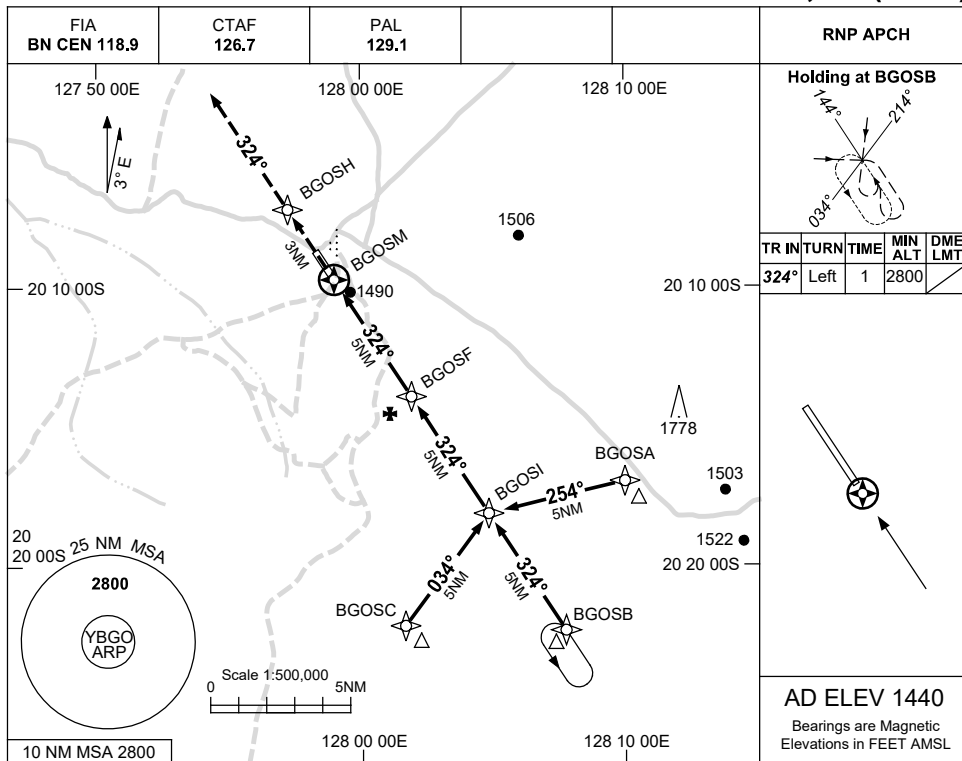 FIA
BN CEN 118.9
CTAF
126.7
PAL
129.1
RNP APCH
127 50 00E
128 00 00E
128 10 00E
3° E
324°
BGOSH
3NM
BGOSM
1506
1490
20 10 00S
20 10 00S
324°
5NM
BGOSF
324°
5NM
1778
BGOSA
BGOSI
254°
5NM
1503
1522
20
20 00S
20 20 00S
25 NM MSA
2800
YBGO
ARP
034°
5NM
324°
5NM
BGOSC
BGOSB
Scale 1:500,000
0
5NM
10 NM MSA 2800
128 00 00E
128 10 00E
Holding at BGOSB
144°
214°
034°
TR IN TURN TIME MIN ALT DME LMT
324° Left 1 2800
AD ELEV 1440
Bearings are Magnetic
Elevations in FEET AMSL